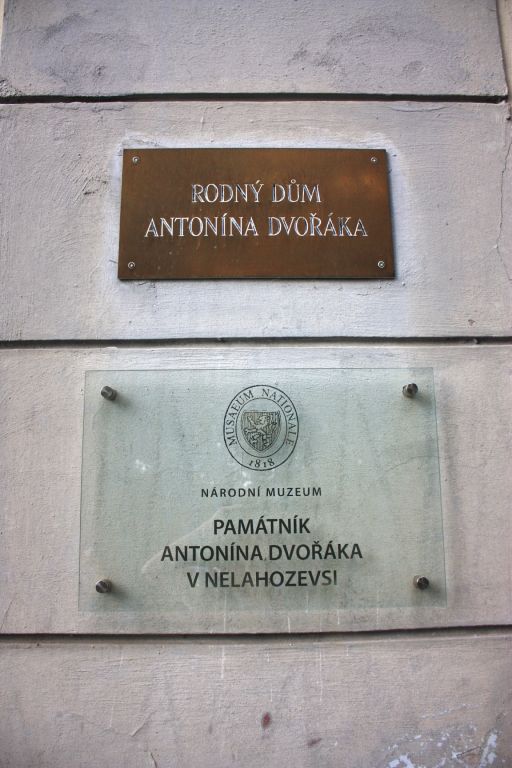 RODNÝ DŮM
ANTONÍNA DVOŘÁKA
MUSAEUM NATIONALE
1818
NÁRODNÍ MUZEUM
PAMÁTNÍK
ANTONÍNA DVOŘÁKA
V NELAHOZEVSI